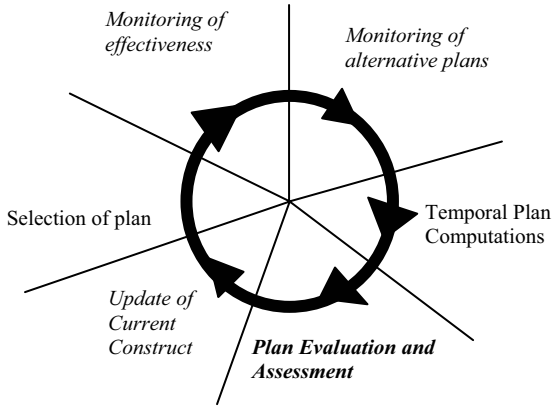 Monitoring of
effectiveness
Monitoring of
alternative plans
Temporal Plan
Computations
Selection of plan
Update of
Current
Construct
Plan Evaluation and
Assessment